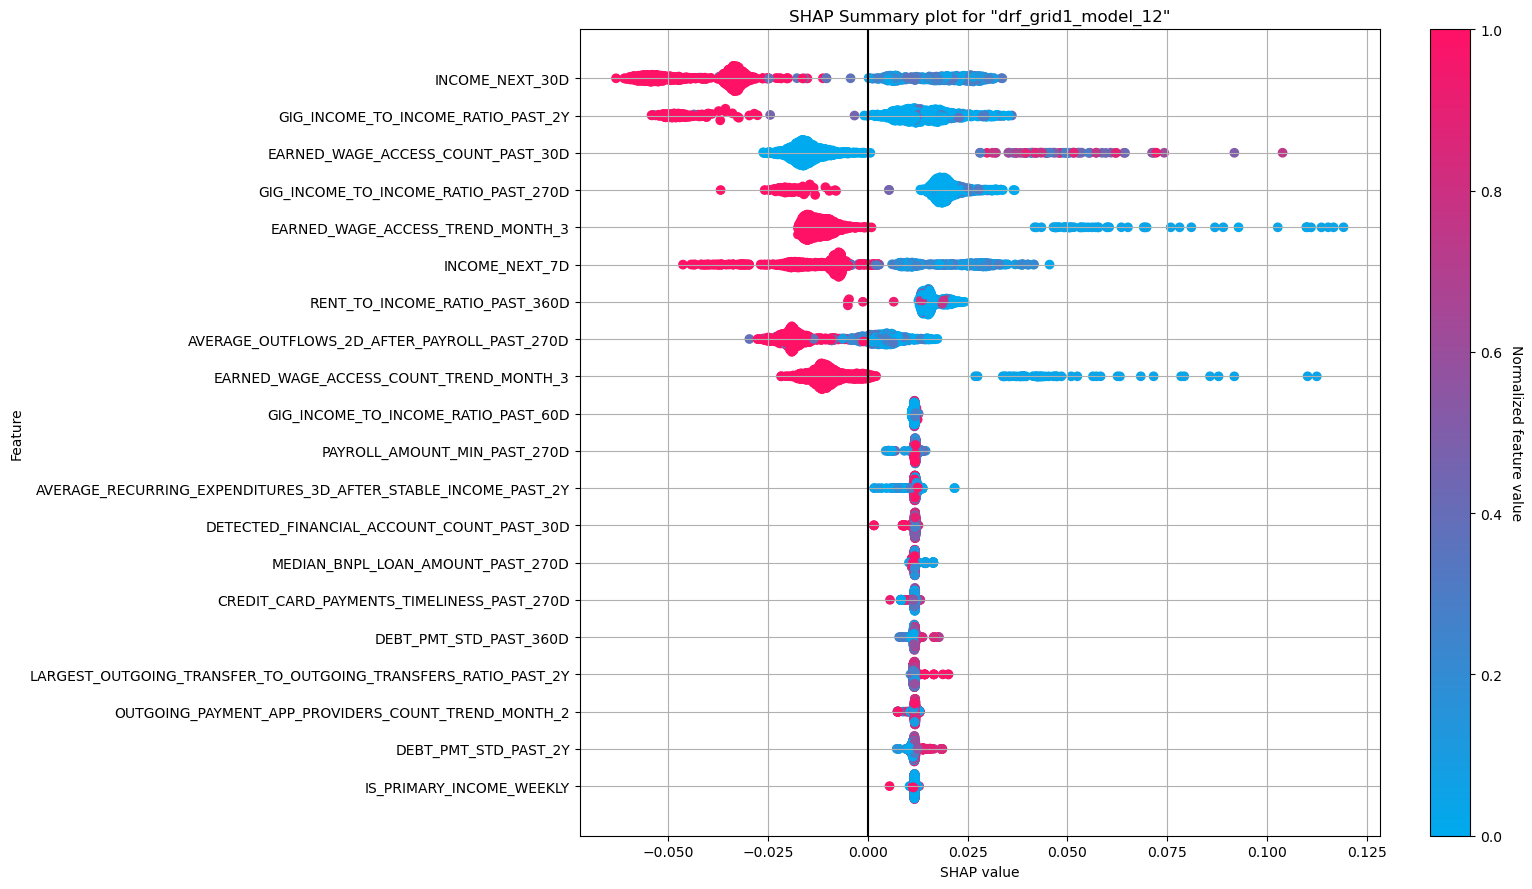 SHAP Summary plot for "drf_grid1_model_12"
INCOME_NEXT_30D
GIG_INCOME_TO_INCOME_RATIO_PAST_2Y
EARNED_WAGE_ACCESS_COUNT_PAST_30D
GIG_INCOME_TO_INCOME_RATIO_PAST_270D
EARNED_WAGE_ACCESS_TREND_MONTH_3
INCOME_NEXT_7D
RENT_TO_INCOME_RATIO_PAST_360D
AVERAGE_OUTFLOWS_2D_AFTER_PAYROLL_PAST_270D
EARNED_WAGE_ACCESS_COUNT_TREND_MONTH_3
GIG_INCOME_TO_INCOME_RATIO_PAST_60D
PAYROLL_AMOUNT_MIN_PAST_270D
AVERAGE_RECURRING_EXPENDITURES_3D_AFTER_STABLE_INCOME_PAST_2Y
DETECTED_FINANCIAL_ACCOUNT_COUNT_PAST_30D
MEDIAN_BNPL_LOAN_AMOUNT_PAST_270D
CREDIT_CARD_PAYMENTS_TIMELINESS_PAST_270D
DEBT_PMT_STD_PAST_360D
LARGEST_OUTGOING_TRANSFER_TO_OUTGOING_TRANSFERS_RATIO_PAST_2Y
OUTGOING_PAYMENT_APP_PROVIDERS_COUNT_TREND_MONTH_2
DEBT_PMT_STD_PAST_2Y
IS_PRIMARY_INCOME_WEEKLY
Feature
−0.050 −0.025 0.000 0.025 0.050 0.075 0.100 0.125
SHAP value
1.0
0.8
0.6
0.4
0.2
0.0
Normalized feature value